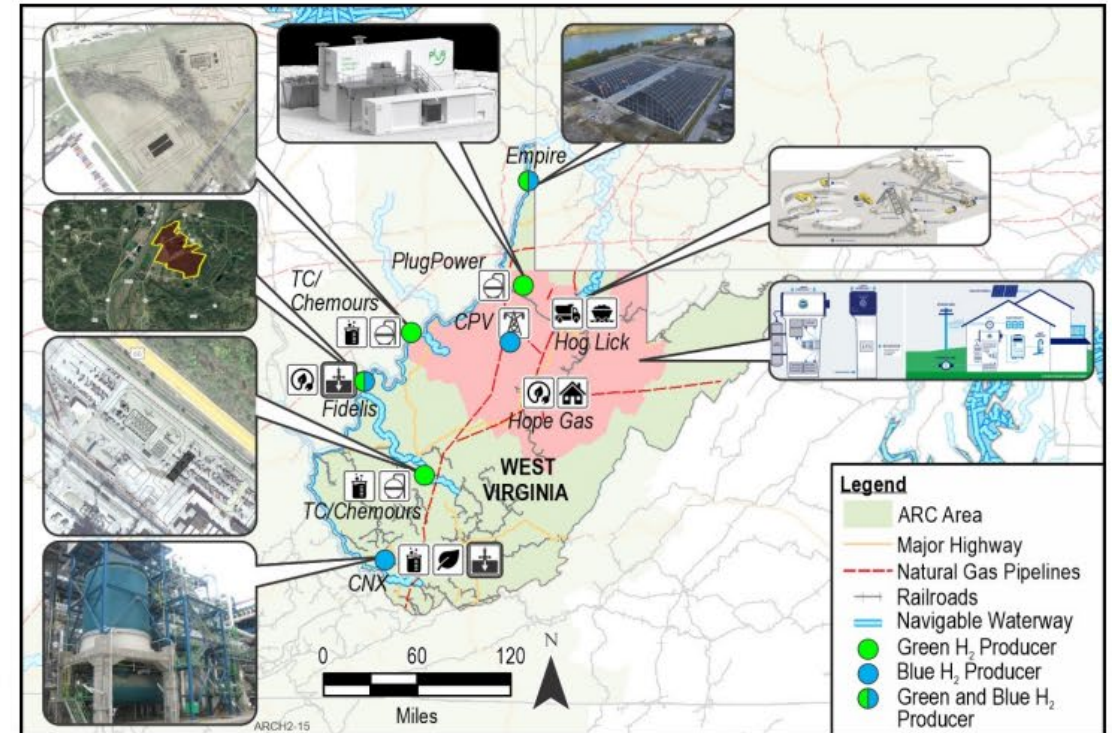 plug
Empire
PlugPower
TC/
Chemours
CPV
Hog Lick
Fidelis
Hope Gas
WEST
VIRGINIA
TC/Chemours
CNX
N
0 60 120
Miles
ARCH2-15
Legend
ARC Area
Major Highway
Natural Gas Pipelines
Railroads
Navigable Waterway
Green H₂ Producer
Blue H₂ Producer
Green and Blue H₂
Producer